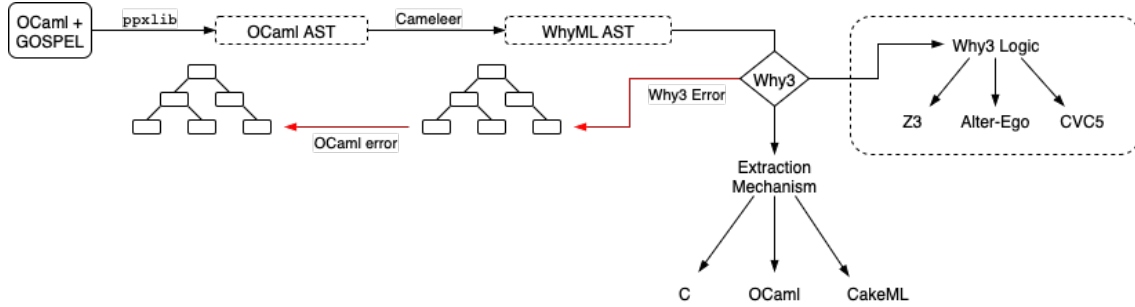 OCaml +
GOSPEL
ppxlib
OCaml AST
Cameleer
WhyML AST
Why3
Why3 Error
OCaml error
Why3 Logic
Z3
Alter-Ego
CVC5
Extraction
Mechanism
C
OCaml
CakeML